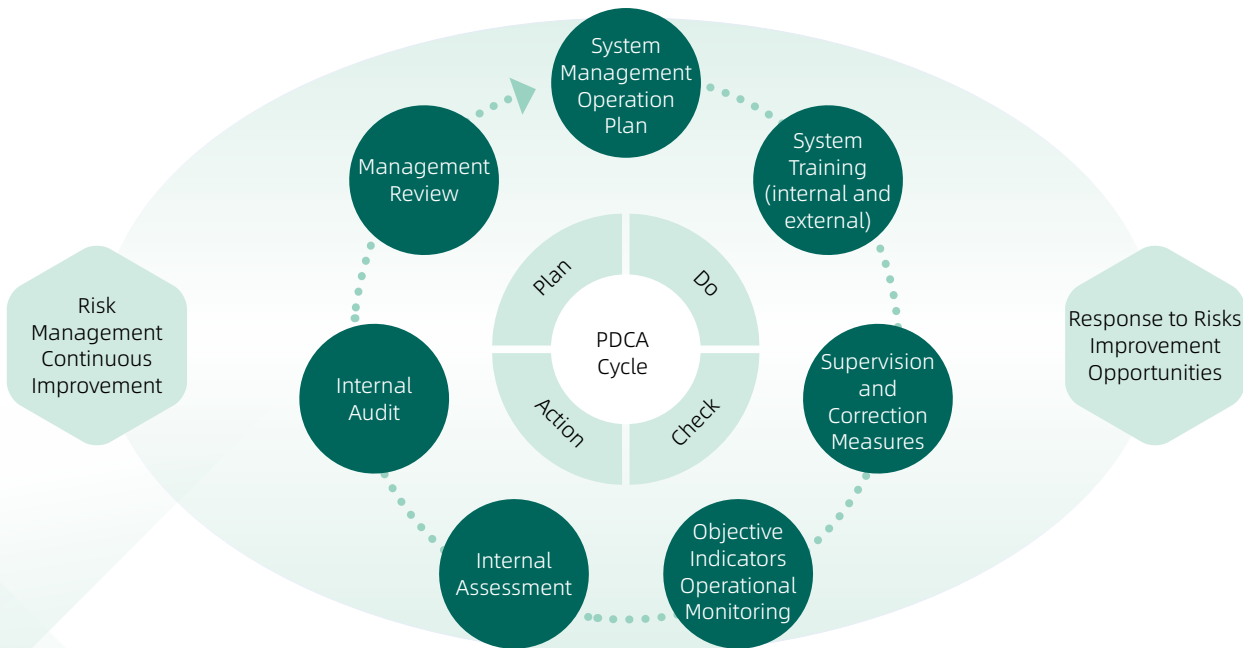 System
Management
Operation
Plan
System
Training
(internal and
external)
Supervision
and
Correction
Measures
Objective
Indicators
Operational
Monitoring
Internal
Assessment
Internal
Audit
Management
Review
Plan
Do
Check
Action
PDCA
Cycle
Risk
Management
Continuous
Improvement
Response to Risks
Improvement
Opportunities